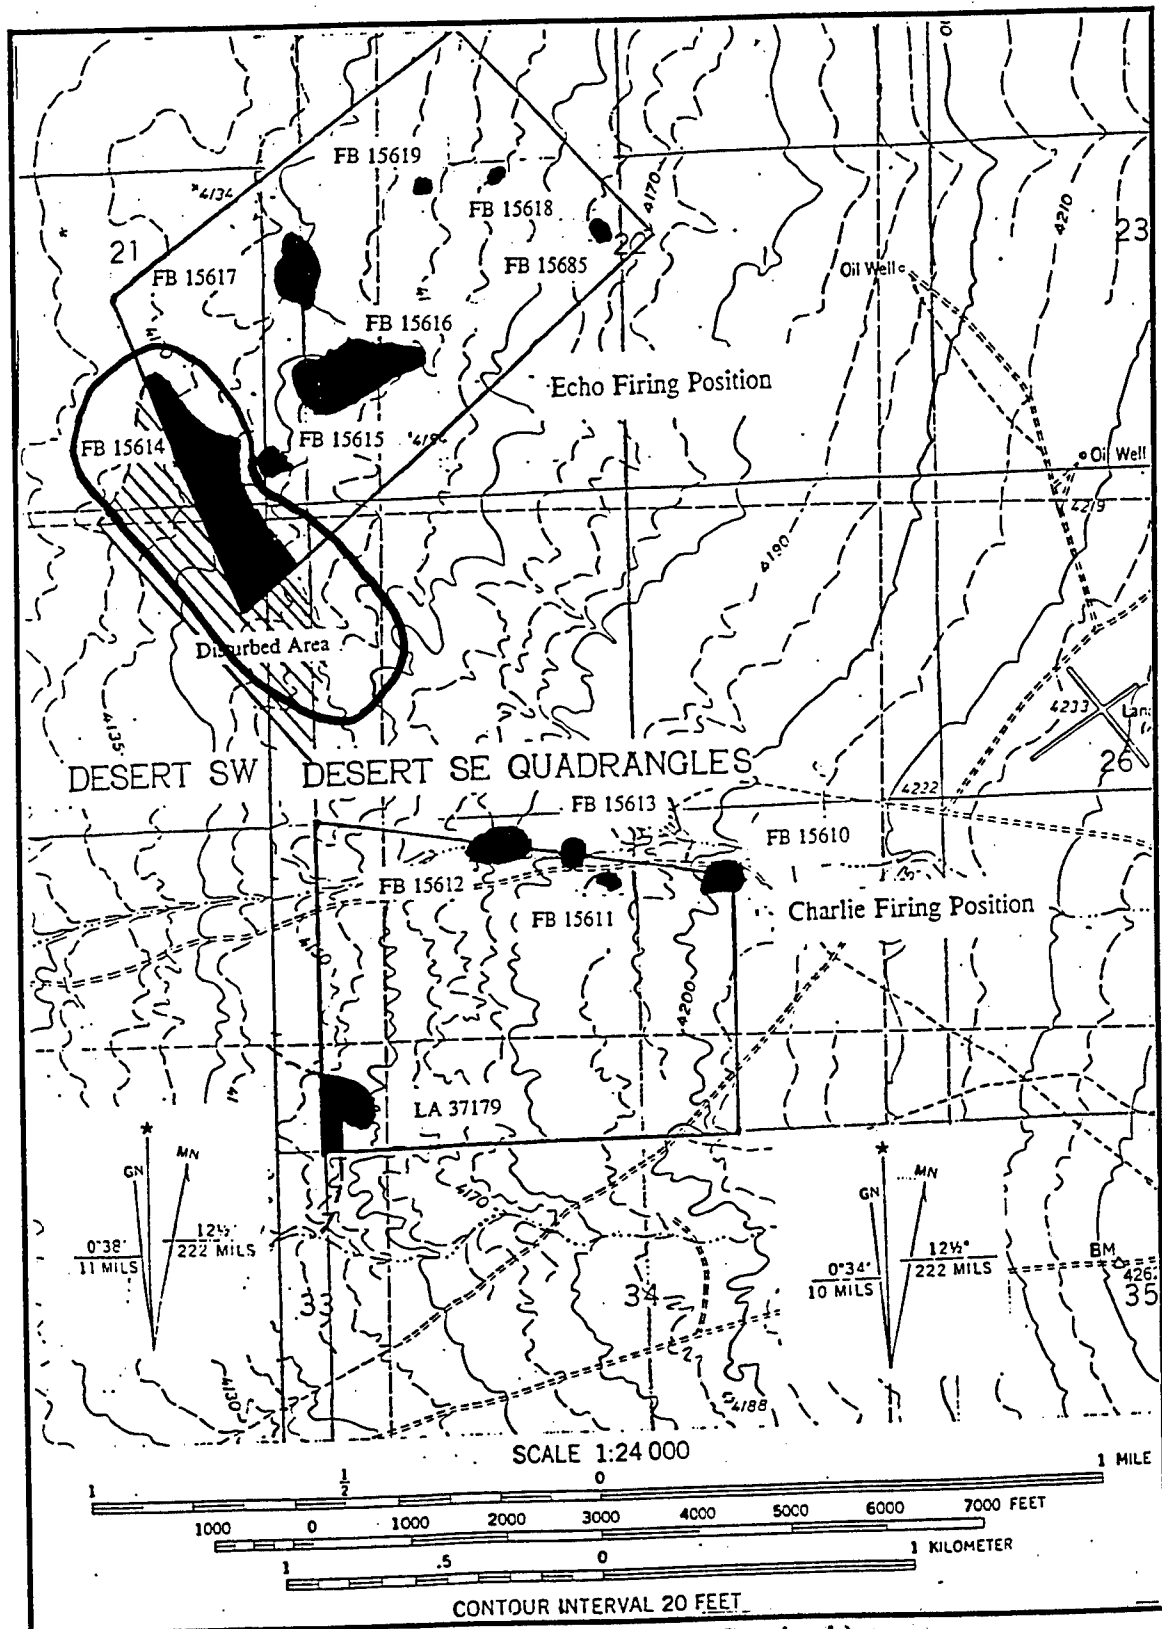 FB 15619
4134
FB 15618
4170
4210
21
22
23
FB 15617
FB 15685
Oil Well
FB 15616
Echo Firing Position
FB 15614
FB 15615
Oil Well
4219
4190
Disturbed Area
4135
4233
DESERT SW
DESERT SE QUADRANGLES
26
4222
FB 15613
FB 15610
FB 15612
FB 15611
Charlie Firing Position
4200
41
LA 37179
*
*
GN
MN
GN
MN
4170
0°38'
11 MILS
12½°
222 MILS
0°34'
10 MILS
12½°
222 MILS
BM
33
34
35
4130
4188
SCALE 1:24 000
1 ½ 0 1 MILE
1000 0 1000 2000 3000 4000 5000 6000 7000 FEET
1 .5 0 1 KILOMETER
CONTOUR INTERVAL 20 FEET